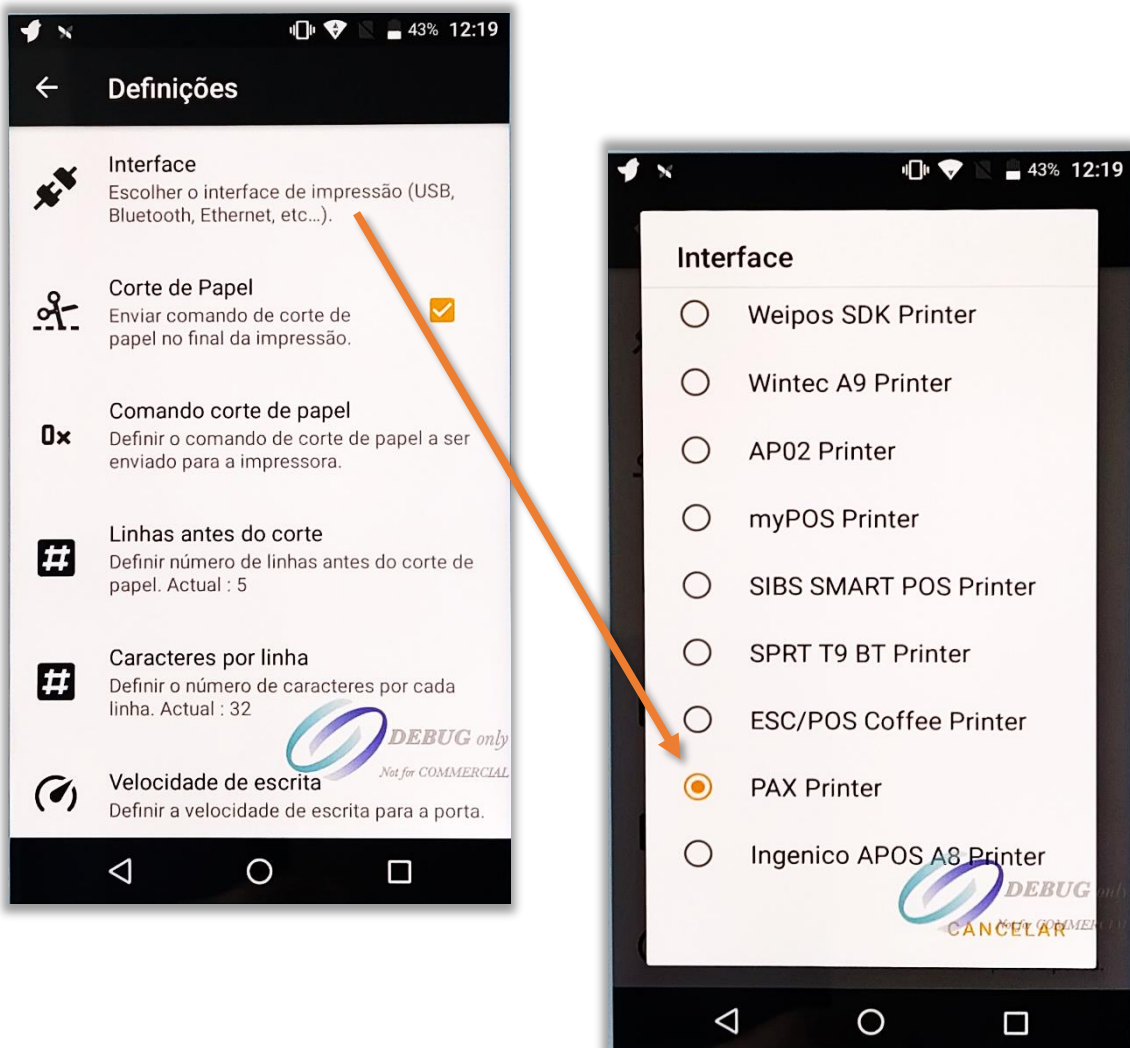 43% 12:19
Definições
Interface
Escolher o interface de impressão (USB,
Bluetooth, Ethernet, etc...).
Corte de Papel
Enviar comando de corte de
papel no final da impressão.
0x
Comando corte de papel
Definir o comando de corte de papel a ser
enviado para a impressora.
#
Linhas antes do corte
Definir número de linhas antes do corte de
papel. Actual : 5
#
Caracteres por linha
Definir o número de caracteres por cada
linha. Actual : 32
DEBUG only
Not for COMMERCIAL
Velocidade de escrita
Definir a velocidade de escrita para a porta.
43% 12:19
Interface
Weipos SDK Printer
Wintec A9 Printer
AP02 Printer
myPOS Printer
SIBS SMART POS Printer
SPRT T9 BT Printer
ESC/POS Coffee Printer
PAX Printer
Ingenico APOS A8 Printer
DEBUG only
CANCELAR